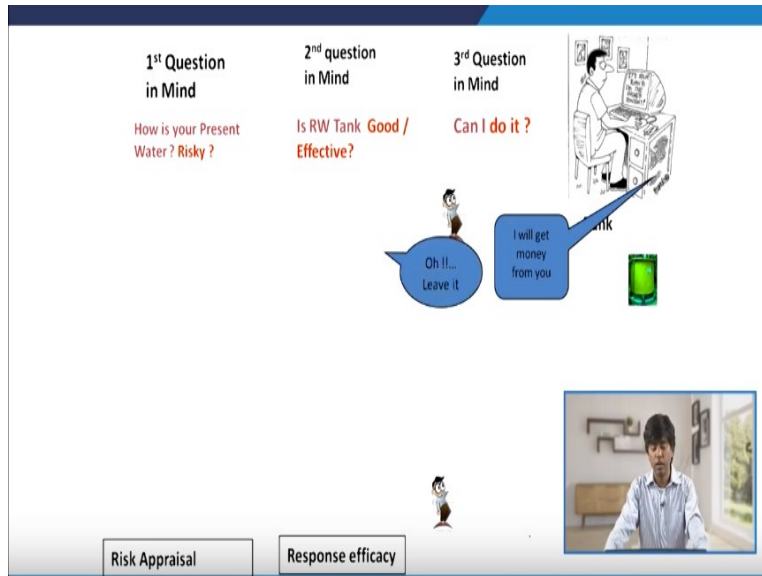 1st Question
in Mind
2nd question
in Mind
3rd Question
in Mind
How is your Present
Water ? Risky ?
Is RW Tank Good /
Effective?
Can I do it ?
I will get
money
from you
Oh !!...
Leave it
Risk Appraisal
Response efficacy